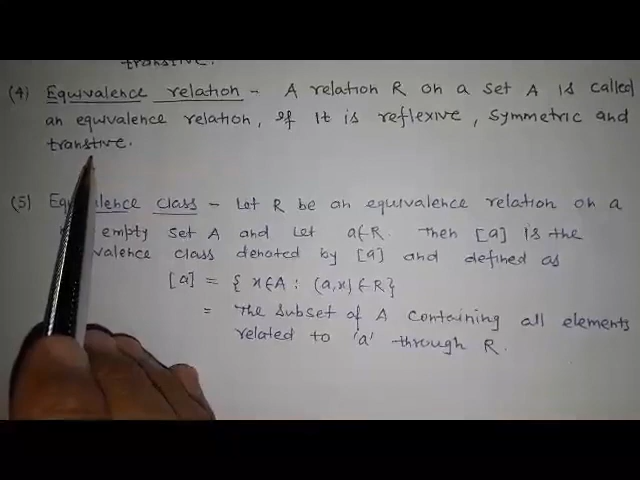 transtive.
(4) Equivalence relation - A relation R on a set A is called
an equivalence relation, If it is reflexive, symmetric and
transtive.
(5) lence class - Let R be an equivalence relation on a
empty set A and let a∈R. Then [a] is the
valence class denoted by [a] and defined as
[a] = { x∈A : (a,x)∈R}
= The subset of A containing all elements
related to 'a' through R.